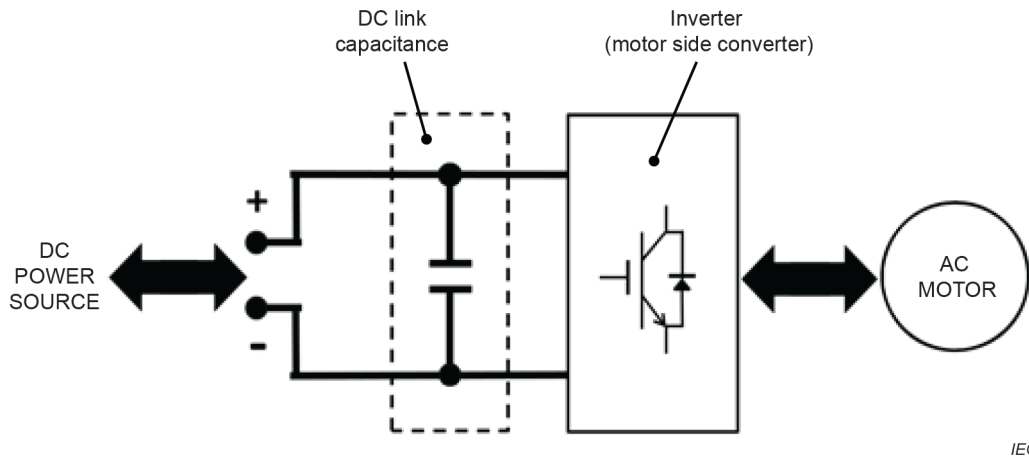 DC link
capacitance
Inverter
(motor side converter)
+
DC
POWER
SOURCE
-
AC
MOTOR